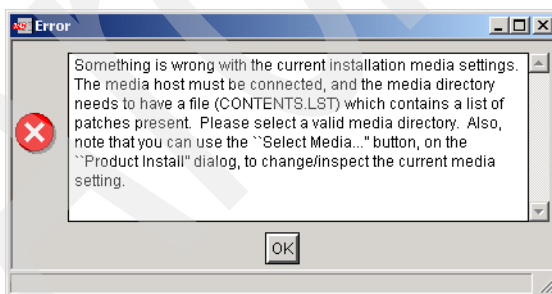 Error
Something is wrong with the current installation media settings.
The media host must be connected, and the media directory
needs to have a file (CONTENTS.LST) which contains a list of
patches present.  Please select a valid media directory.  Also,
note that you can use the ``Select Media..." button, on the
``Product Install" dialog, to change/inspect the current media
setting.
OK